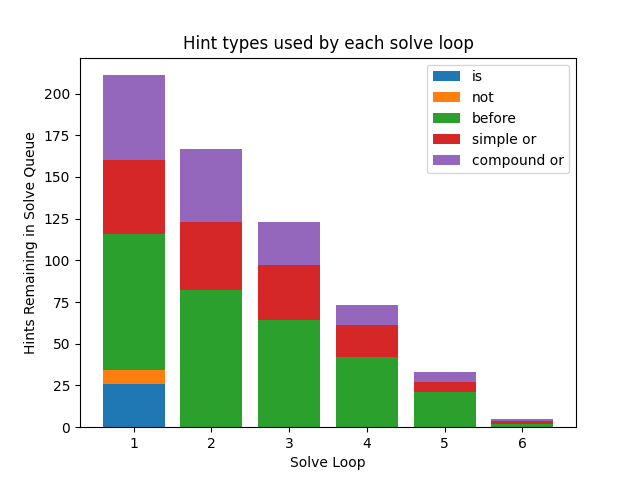 Hint types used by each solve loop
Hints Remaining in Solve Queue
200
175
150
125
100
75
50
25
0
is
not
before
simple or
compound or
1 2 3 4 5 6
Solve Loop